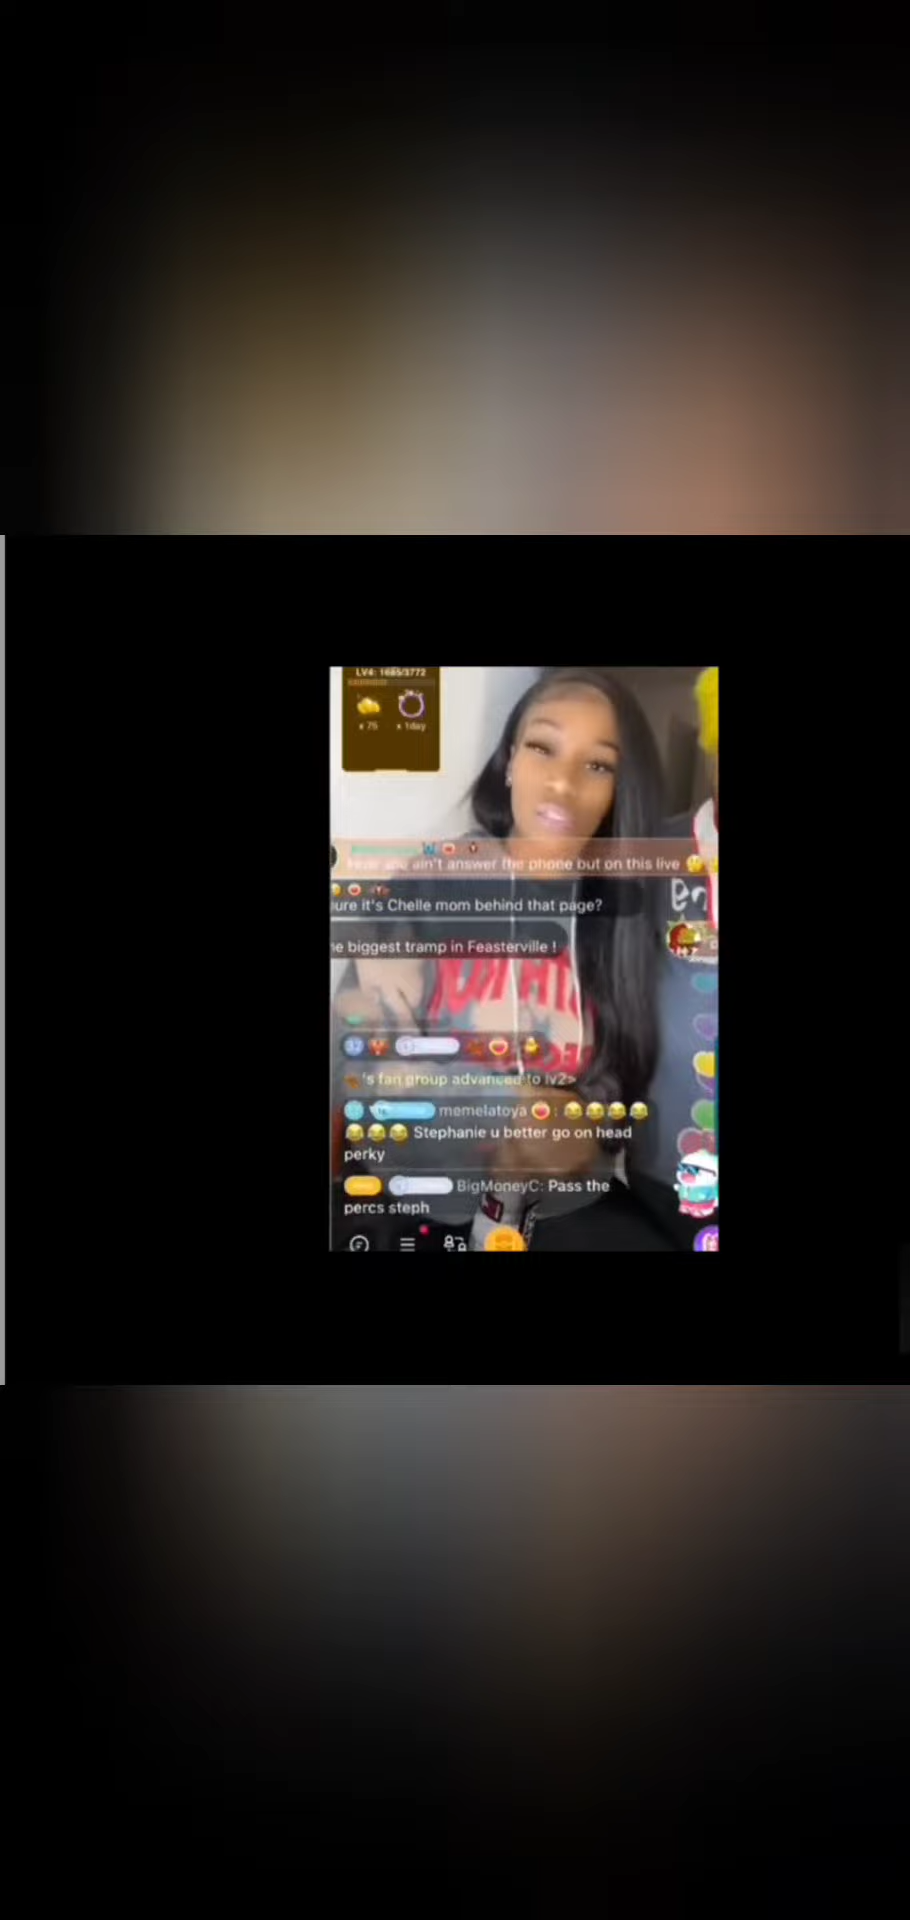 LV4: 1685/3772
x 75 x 1day
ain't answer the phone but on this live
ure it's Chelle mom behind that page?
e biggest tramp in Feasterville !
's fan group advanced to lv2>
memelatoya 😍 : 😂😂😂😂
😂😂😂 Stephanie u better go on head
perky
BigMoneyC: Pass the
percs steph